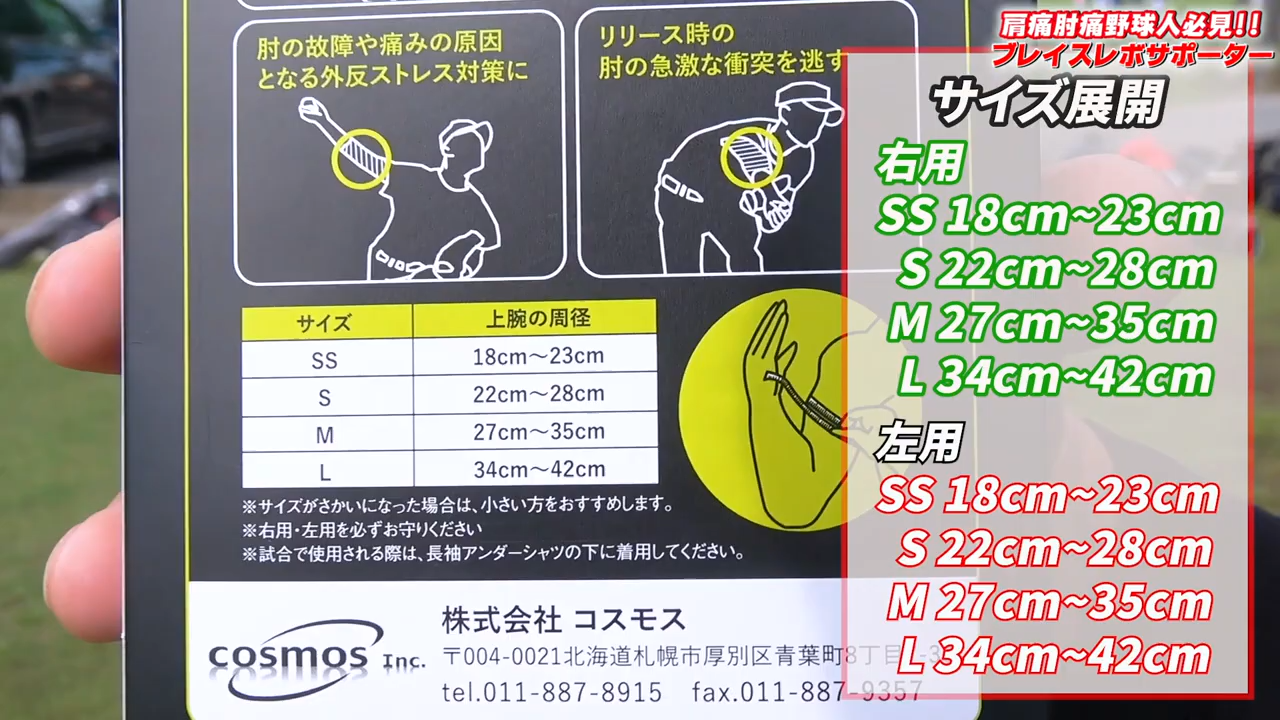 肩痛肘痛野球人必見!!
ブレイスレボサポーター
肘の故障や痛みの原因
となる外反ストレス対策に
リリース時の
肘の急激な衝突を逃す
サイズ 上腕の周径
SS 18cm〜23cm
S 22cm〜28cm
M 27cm〜35cm
L 34cm〜42cm
※サイズがさかいになった場合は、小さい方をおすすめします。
※右用・左用を必ずお守りください
※試合で使用される際は、長袖アンダーシャツの下に着用してください。
cosmos Inc.
株式会社 コスモス
〒004-0021北海道札幌市厚別区青葉町8丁目
tel.011-887-8915 fax.011-887-9357
サイズ展開
右用
SS 18cm~23cm
S 22cm~28cm
M 27cm~35cm
L 34cm~42cm
左用
SS 18cm~23cm
S 22cm~28cm
M 27cm~35cm
L 34cm~42cm